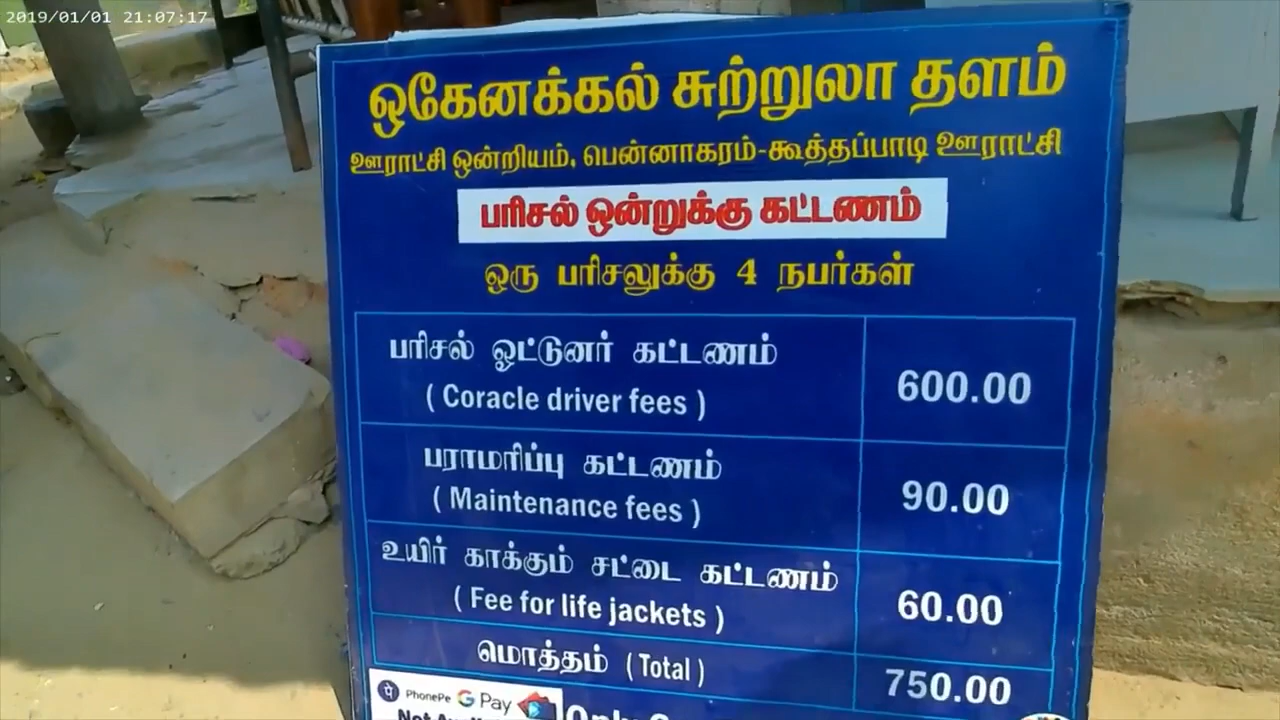 2019/01/01 21:07:17
ஒகேனக்கல் சுற்றுலா தளம்
ஊராட்சி ஒன்றியம், பென்னாகரம்-கூத்தப்பாடி ஊராட்சி
பரிசல் ஒன்றுக்கு கட்டணம்
ஒரு பரிசலுக்கு 4 நபர்கள்
பரிசல் ஓட்டுனர் கட்டணம்
( Coracle driver fees )
600.00
பராமரிப்பு கட்டணம்
( Maintenance fees )
90.00
உயிர் காக்கும் சட்டை கட்டணம்
( Fee for life jackets )
60.00
மொத்தம் ( Total )
750.00
PhonePe G Pay
Not
Only